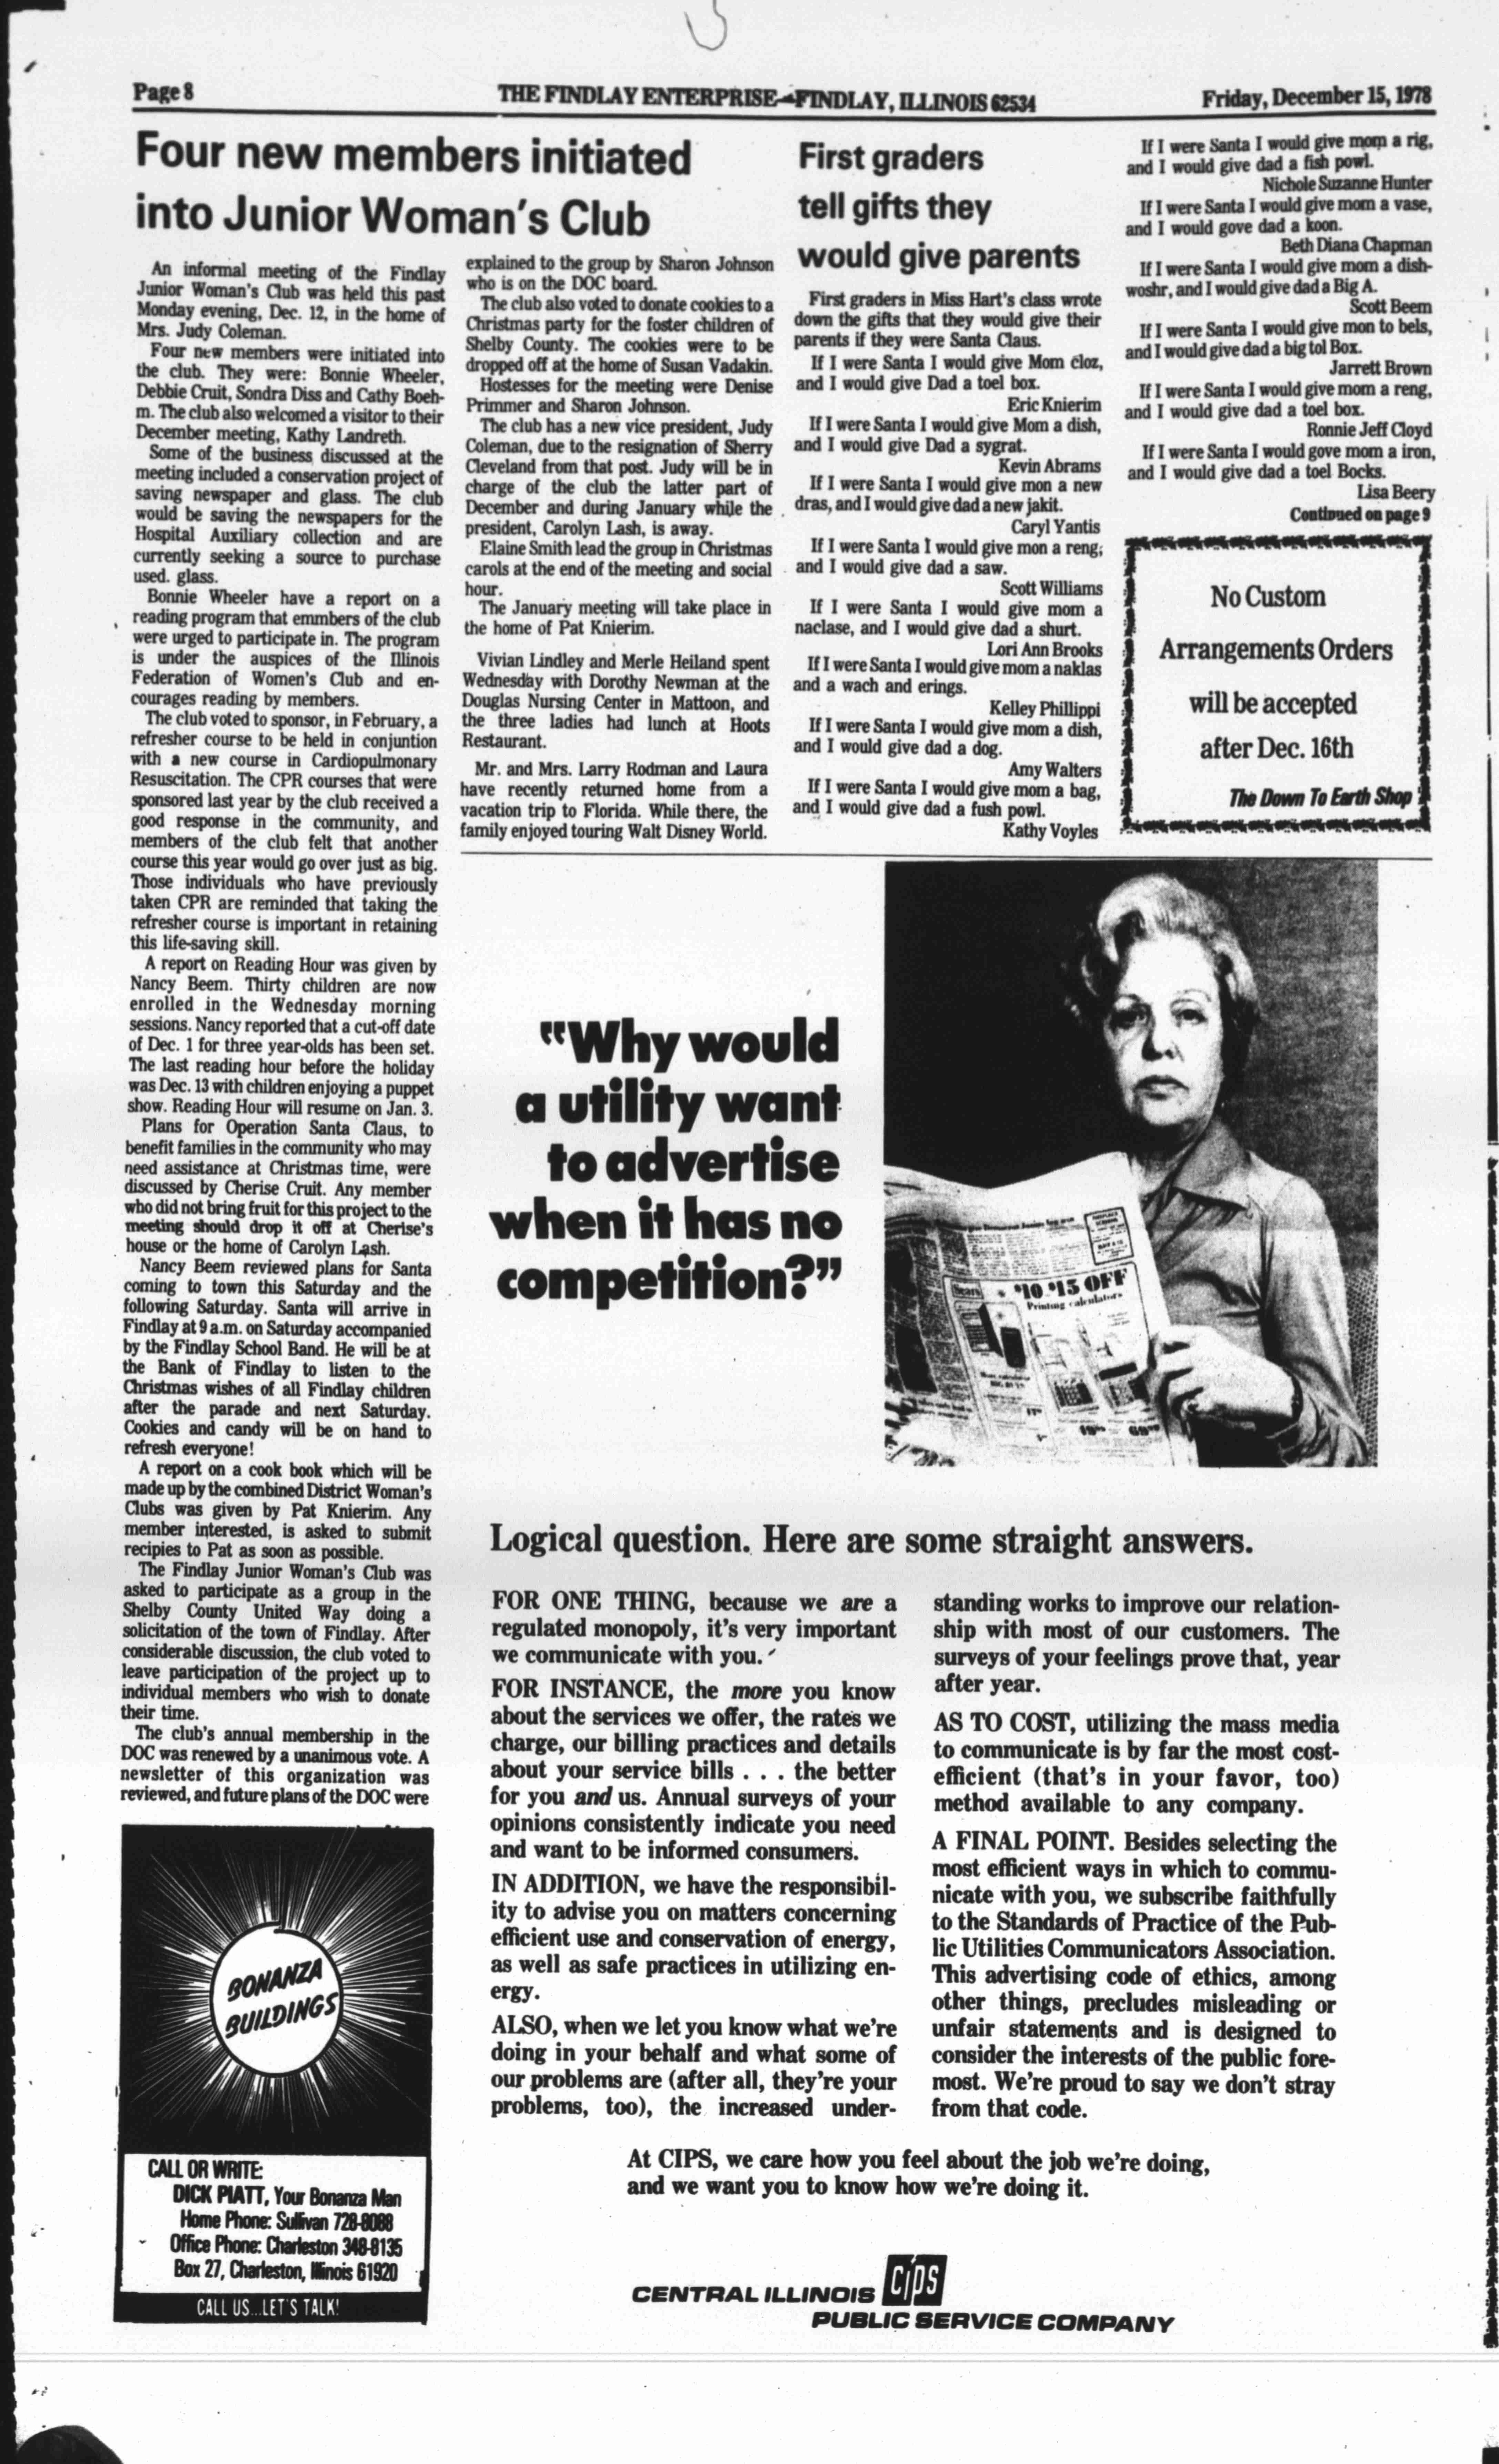 Page 8
THE FINDLAY ENTERPRISE—FINDLAY, ILLINOIS 62534
Friday, December 15, 1978
Four new members initiated
into Junior Woman's Club
An informal meeting of the Findlay
Junior Woman's Club was held this past
Monday evening, Dec. 12, in the home of
Mrs. Judy Coleman.
Four new members were initiated into
the club. They were: Bonnie Wheeler,
Debbie Cruit, Sondra Diss and Cathy Boeh-
m. The club also welcomed a visitor to their
December meeting, Kathy Landreth.
Some of the business discussed at the
meeting included a conservation project of
saving newspaper and glass. The club
would be saving the newspapers for the
Hospital Auxiliary collection and are
currently seeking a source to purchase
used. glass.
Bonnie Wheeler have a report on a
reading program that emmbers of the club
were urged to participate in. The program
is under the auspices of the Illinois
Federation of Women's Club and en-
courages reading by members.
The club voted to sponsor, in February, a
refresher course to be held in conjuntion
with a new course in Cardiopulmonary
Resuscitation. The CPR courses that were
sponsored last year by the club received a
good response in the community, and
members of the club felt that another
course this year would go over just as big.
Those individuals who have previously
taken CPR are reminded that taking the
refresher course is important in retaining
this life-saving skill.
A report on Reading Hour was given by
Nancy Beem. Thirty children are now
enrolled in the Wednesday morning
sessions. Nancy reported that a cut-off date
of Dec. 1 for three year-olds has been set.
The last reading hour before the holiday
was Dec. 13 with children enjoying a puppet
show. Reading Hour will resume on Jan. 3.
Plans for Operation Santa Claus, to
benefit families in the community who may
need assistance at Christmas time, were
discussed by Cherise Cruit. Any member
who did not bring fruit for this project to the
meeting should drop it off at Cherise's
house or the home of Carolyn Lash.
Nancy Beem reviewed plans for Santa
coming to town this Saturday and the
following Saturday. Santa will arrive in
Findlay at 9 a.m. on Saturday accompanied
by the Findlay School Band. He will be at
the Bank of Findlay to listen to the
Christmas wishes of all Findlay children
after the parade and next Saturday.
Cookies and candy will be on hand to
refresh everyone!
A report on a cook book which will be
made up by the combined District Woman's
Clubs was given by Pat Knierim. Any
member interested, is asked to submit
recipies to Pat as soon as possible.
The Findlay Junior Woman's Club was
asked to participate as a group in the
Shelby County United Way doing a
solicitation of the town of Findlay. After
considerable discussion, the club voted to
leave participation of the project up to
individual members who wish to donate
their time.
The club's annual membership in the
DOC was renewed by a unanimous vote. A
newsletter of this organization was
reviewed, and future plans of the DOC were
explained to the group by Sharon Johnson
who is on the DOC board.
The club also voted to donate cookies to a
Christmas party for the foster children of
Shelby County. The cookies were to be
dropped off at the home of Susan Vadakin.
Hostesses for the meeting were Denise
Primmer and Sharon Johnson.
The club has a new vice president, Judy
Coleman, due to the resignation of Sherry
Cleveland from that post. Judy will be in
charge of the club the latter part of
December and during January while the
president, Carolyn Lash, is away.
Elaine Smith lead the group in Christmas
carols at the end of the meeting and social
hour.
The January meeting will take place in
the home of Pat Knierim.
Vivian Lindley and Merle Heiland spent
Wednesday with Dorothy Newman at the
Douglas Nursing Center in Mattoon, and
the three ladies had lunch at Hoots
Restaurant.
Mr. and Mrs. Larry Rodman and Laura
have recently returned home from a
vacation trip to Florida. While there, the
family enjoyed touring Walt Disney World.
First graders
tell gifts they
would give parents
First graders in Miss Hart's class wrote
down the gifts that they would give their
parents if they were Santa Claus.
If I were Santa I would give Mom cloz,
and I would give Dad a toel box.
Eric Knierim
If I were Santa I would give Mom a dish,
and I would give Dad a sygrat.
Kevin Abrams
If I were Santa I would give mon a new
dras, and I would give dad a new jakit.
Caryl Yantis
If I were Santa I would give mon a reng,
and I would give dad a saw.
Scott Williams
If I were Santa I would give mom a
naclase, and I would give dad a shurt.
Lori Ann Brooks
If I were Santa I would give mom a naklas
and a wach and erings.
Kelley Phillippi
If I were Santa I would give mom a dish,
and I would give dad a dog.
Amy Walters
If I were Santa I would give mom a bag,
and I would give dad a fush powl.
Kathy Voyles
If I were Santa I would give mom a rig,
and I would give dad a fish powl.
Nichole Suzanne Hunter
If I were Santa I would give mom a vase,
and I would gove dad a koon.
Beth Diana Chapman
If I were Santa I would give mom a dish-
woshr, and I would give dad a Big A.
Scott Beem
If I were Santa I would give mon to bels,
and I would give dad a big tol Box.
Jarrett Brown
If I were Santa I would give mom a reng,
and I would give dad a toel box.
Ronnie Jeff Cloyd
If I were Santa I would gove mom a iron,
and I would give dad a toel Bocks.
Lisa Beery
Continued on page 9
No Custom
Arrangements Orders
will be accepted
after Dec. 16th
The Down To Earth Shop
"Why would
a utility want
to advertise
when it has no
competition?"
Sears
$10-$15 OFF
Printing calculators
Logical question. Here are some straight answers.
FOR ONE THING, because we are a
regulated monopoly, it's very important
we communicate with you.
FOR INSTANCE, the more you know
about the services we offer, the rates we
charge, our billing practices and details
about your service bills . . . the better
for you and us. Annual surveys of your
opinions consistently indicate you need
and want to be informed consumers.
IN ADDITION, we have the responsibil-
ity to advise you on matters concerning
efficient use and conservation of energy,
as well as safe practices in utilizing en-
ergy.
ALSO, when we let you know what we're
doing in your behalf and what some of
our problems are (after all, they're your
problems, too), the increased under-
standing works to improve our relation-
ship with most of our customers. The
surveys of your feelings prove that, year
after year.
AS TO COST, utilizing the mass media
to communicate is by far the most cost-
efficient (that's in your favor, too)
method available to any company.
A FINAL POINT. Besides selecting the
most efficient ways in which to commu-
nicate with you, we subscribe faithfully
to the Standards of Practice of the Pub-
lic Utilities Communicators Association.
This advertising code of ethics, among
other things, precludes misleading or
unfair statements and is designed to
consider the interests of the public fore-
most. We're proud to say we don't stray
from that code.
At CIPS, we care how you feel about the job we're doing,
and we want you to know how we're doing it.
CENTRAL ILLINOIS CIPS
PUBLIC SERVICE COMPANY
BONANZA
BUILDINGS
CALL OR WRITE:
DICK PIATT, Your Bonanza Man
Home Phone: Sullivan 728-8088
Office Phone: Charleston 348-8135
Box 27, Charleston, Illinois 61920
CALL US...LET'S TALK!